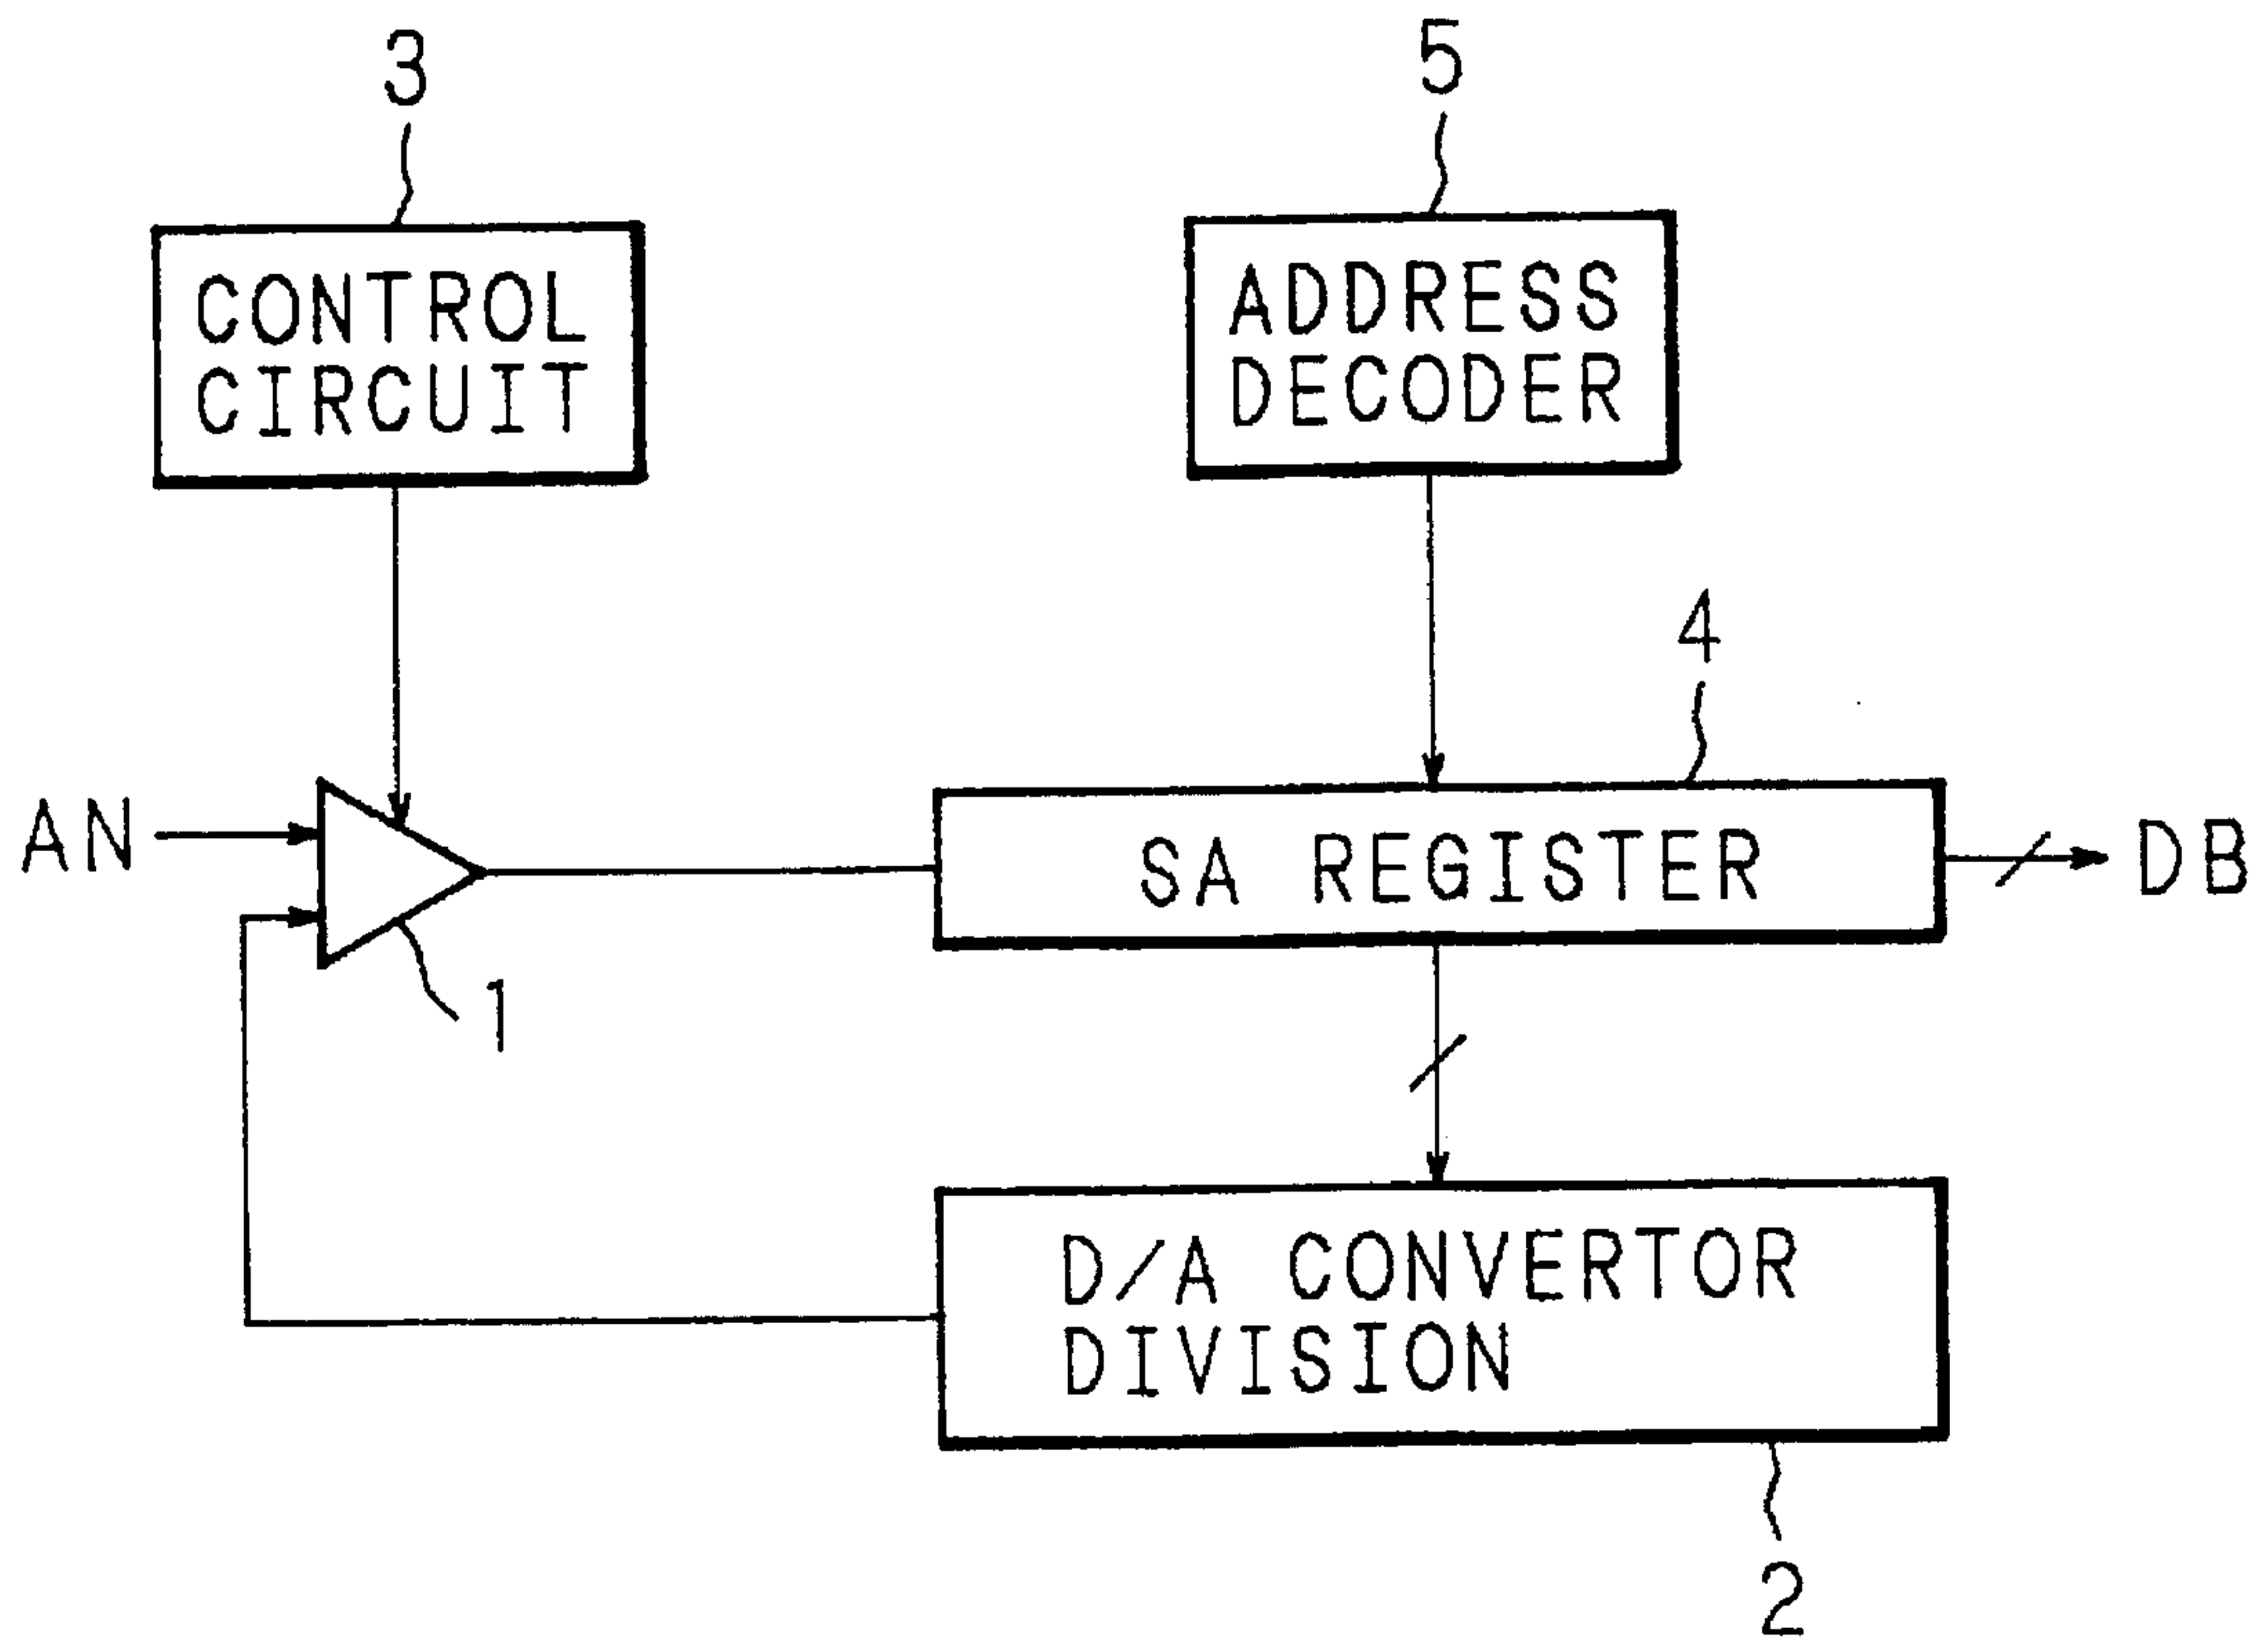 3
5
CONTROL
CIRCUIT
ADDRESS
DECODER
4
AN
SA REGISTER
DB
1
D/A CONVERTOR
DIVISION
2